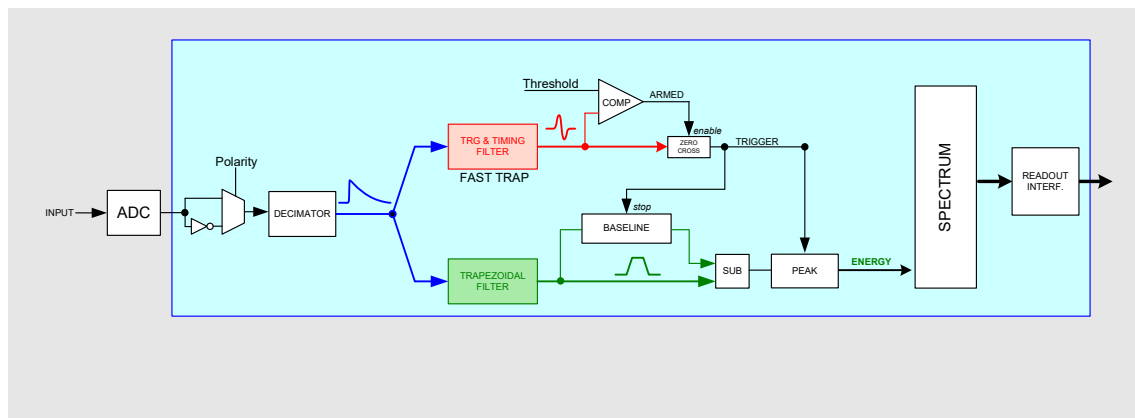 Threshold
COMP
ARMED
enable
TRG & TIMING
FILTER
FAST TRAP
ZERO
CROSS
TRIGGER
Polarity
INPUT
ADC
DECIMATOR
stop
BASELINE
TRAPEZOIDAL
FILTER
SUB
PEAK
ENERGY
SPECTRUM
READOUT
INTERF.